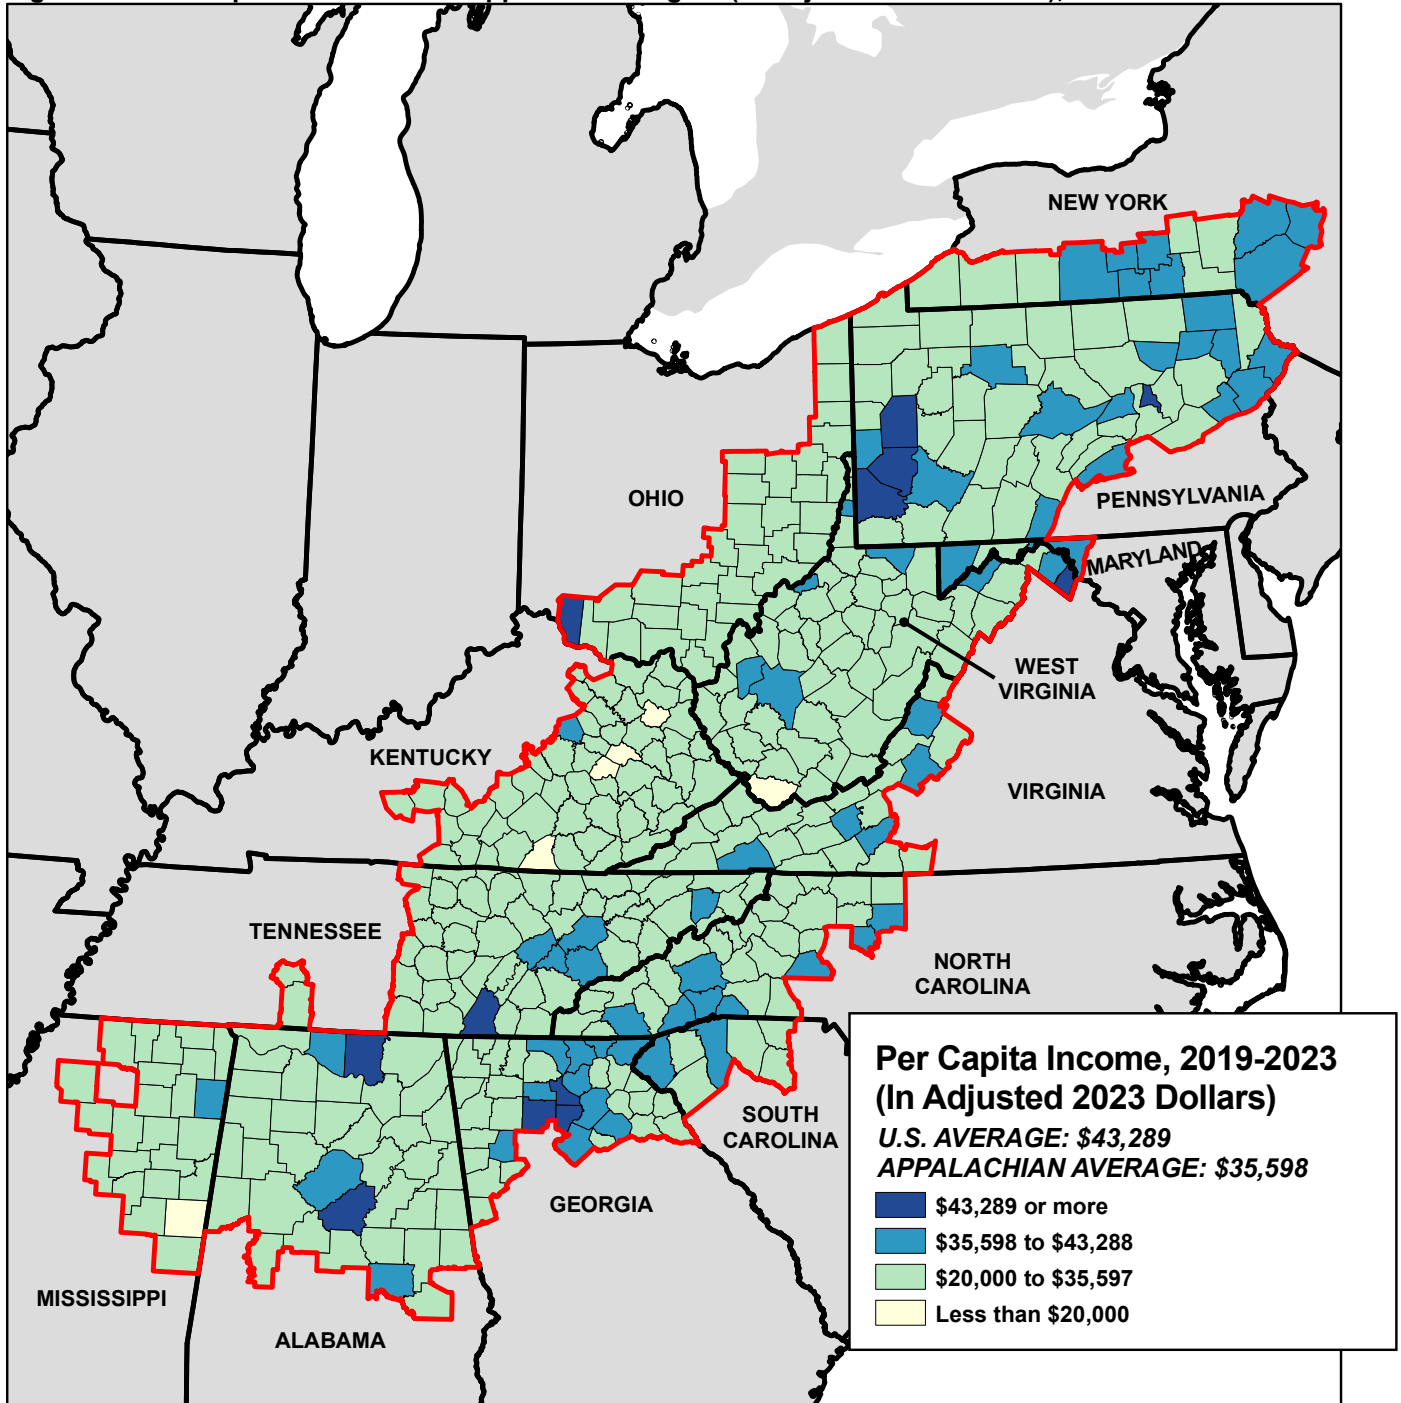 NEW YORK
OHIO
PENNSYLVANIA
MARYLAND
WEST
VIRGINIA
KENTUCKY
VIRGINIA
TENNESSEE
NORTH
CAROLINA
SOUTH
CAROLINA
GEORGIA
MISSISSIPPI
ALABAMA
Per Capita Income, 2019-2023
(In Adjusted 2023 Dollars)
U.S. AVERAGE: $43,289
APPALACHIAN AVERAGE: $35,598
$43,289 or more
$35,598 to $43,288
$20,000 to $35,597
Less than $20,000